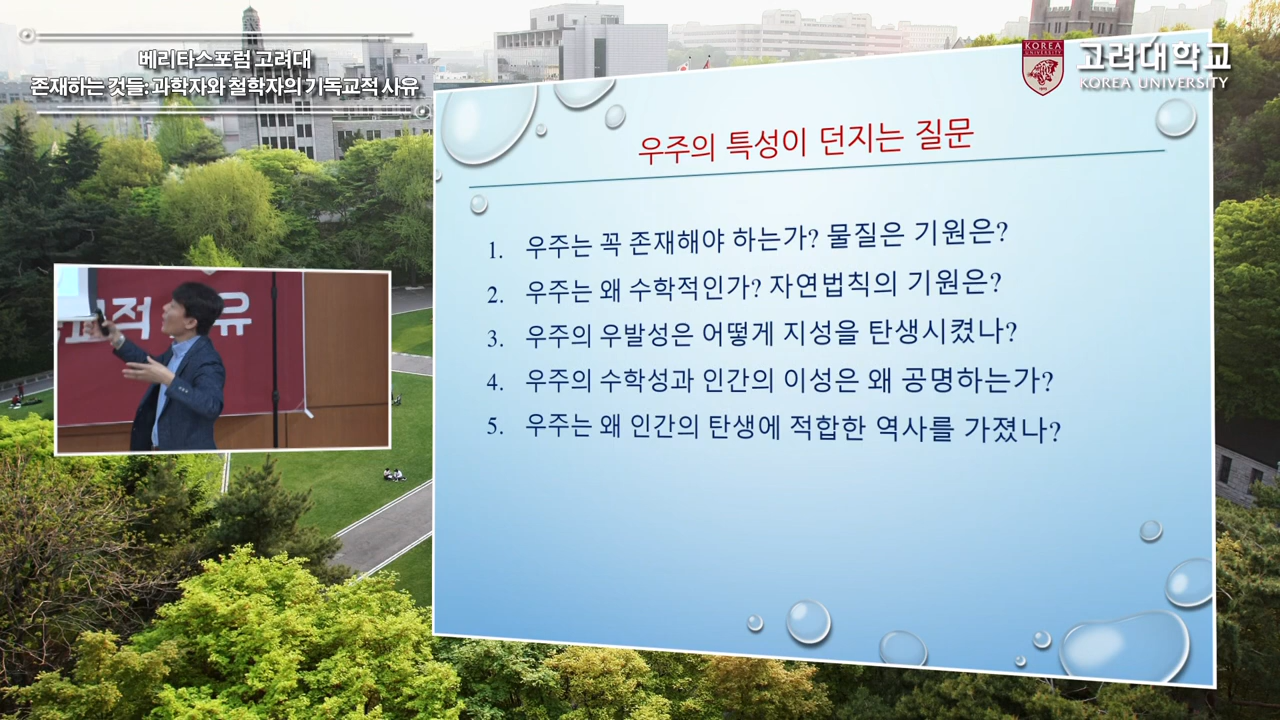 베리타스포럼 고려대
존재하는 것들: 과학자와 철학자의 기독교적 사유
KOREA
UNIVERSITY
고려대학교
KOREA UNIVERSITY
우주의 특성이 던지는 질문
1. 우주는 꼭 존재해야 하는가? 물질은 기원은?
2. 우주는 왜 수학적인가? 자연법칙의 기원은?
3. 우주의 우발성은 어떻게 지성을 탄생시켰나?
4. 우주의 수학성과 인간의 이성은 왜 공명하는가?
5. 우주는 왜 인간의 탄생에 적합한 역사를 가졌나?
교적 유